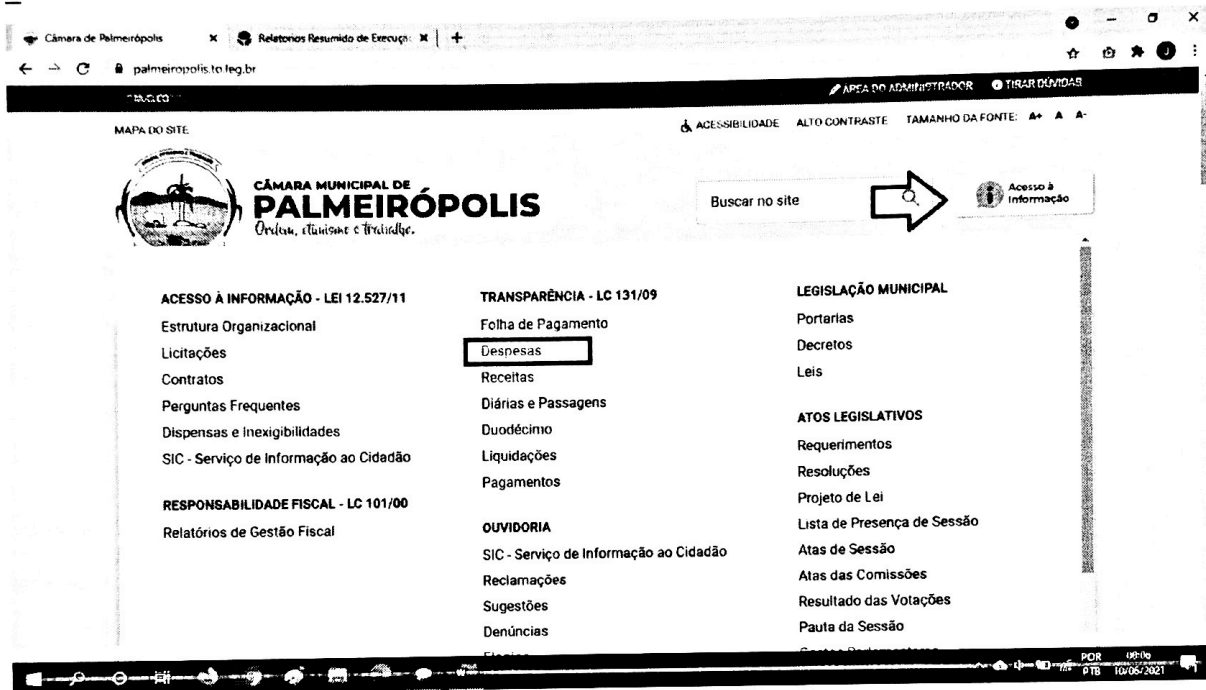 Câmara de Palmeirópolis
Relatorios Resumido de Execuçã
palmeiropolis.to.leg.br
ÁREA DO ADMINISTRADOR TIRAR DÚVIDAS
MAPA DO SITE
ACESSIBILIDADE ALTO CONTRASTE TAMANHO DA FONTE: A+ A A-
CÂMARA MUNICIPAL DE
PALMEIRÓPOLIS
Ordem, civismo e trabalho.
Buscar no site
Acesso à
Informação
ACESSO À INFORMAÇÃO - LEI 12.527/11
Estrutura Organizacional
Licitações
Contratos
Perguntas Frequentes
Dispensas e Inexigibilidades
SIC - Serviço de Informação ao Cidadão
RESPONSABILIDADE FISCAL - LC 101/00
Relatórios de Gestão Fiscal
TRANSPARÊNCIA - LC 131/09
Folha de Pagamento
Despesas
Receitas
Diárias e Passagens
Duodécimo
Liquidações
Pagamentos
OUVIDORIA
SIC - Serviço de Informação ao Cidadão
Reclamações
Sugestões
Denúncias
LEGISLAÇÃO MUNICIPAL
Portarias
Decretos
Leis
ATOS LEGISLATIVOS
Requerimentos
Resoluções
Projeto de Lei
Lista de Presença de Sessão
Atas de Sessão
Atas das Comissões
Resultado das Votações
Pauta da Sessão
POR 08:06
PTB 10/06/2021